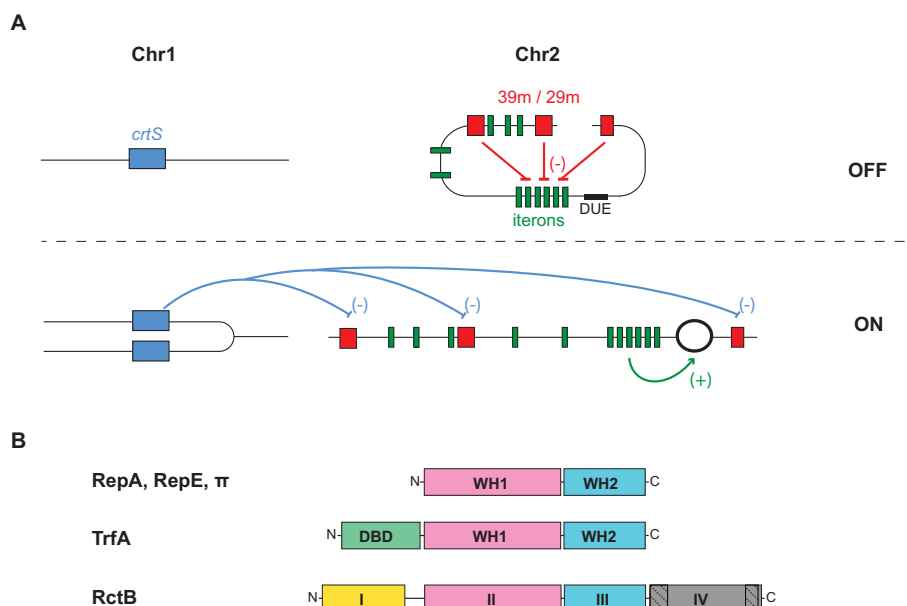 A
Chr1
Chr2
39m / 29m
crtS
(-)
OFF
DUE
iterons
(-)
(-)
(-)
ON
(+)
B
RepA, RepE, π
N
WH1
WH2
C
TrfA
N
DBD
WH1
WH2
C
RctB
N
I
II
III
IV
C